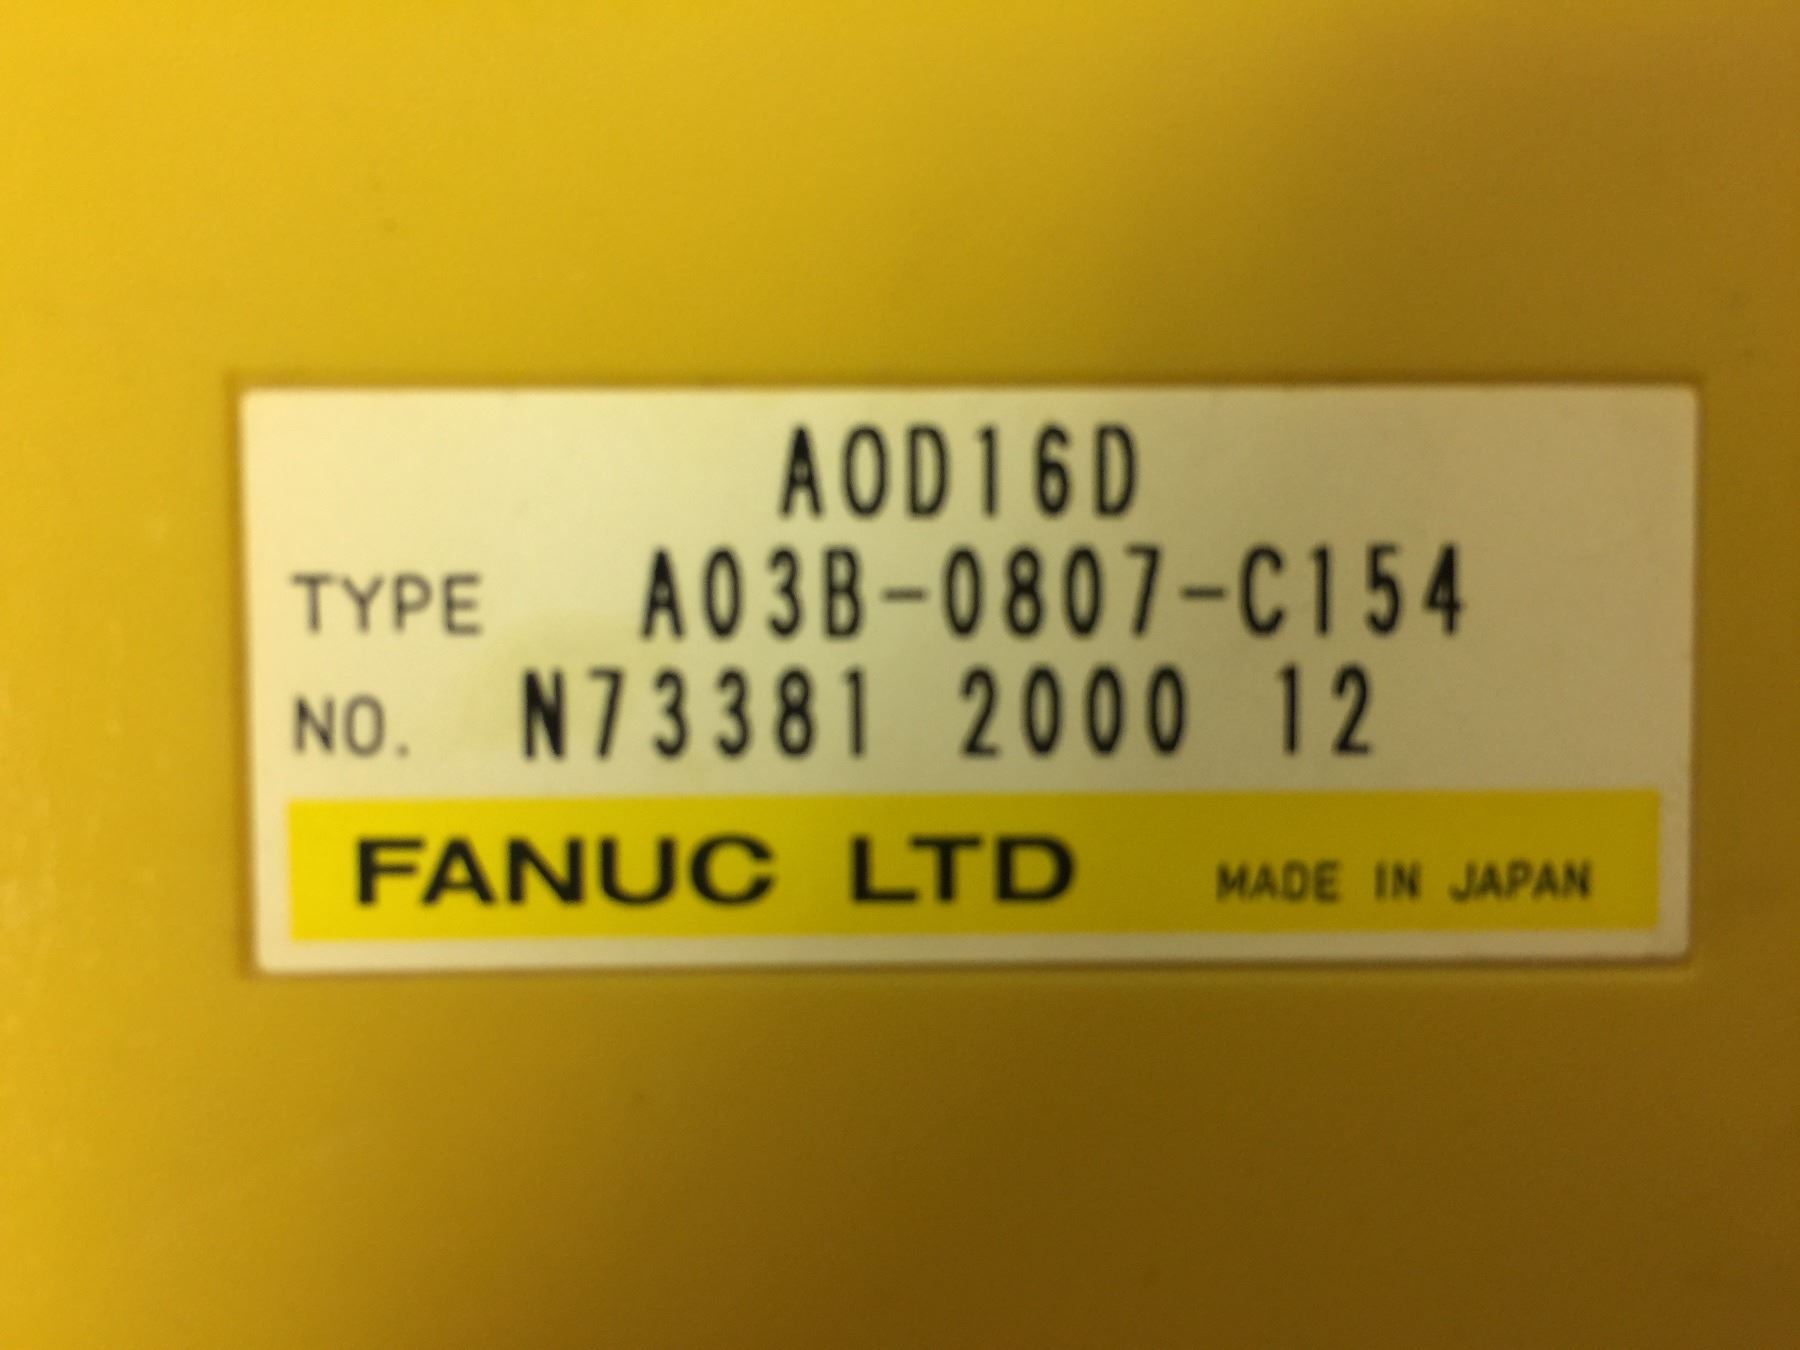 AOD16D
TYPE A03B-0807-C154
NO. N73381 2000 12
FANUC LTD MADE IN JAPAN